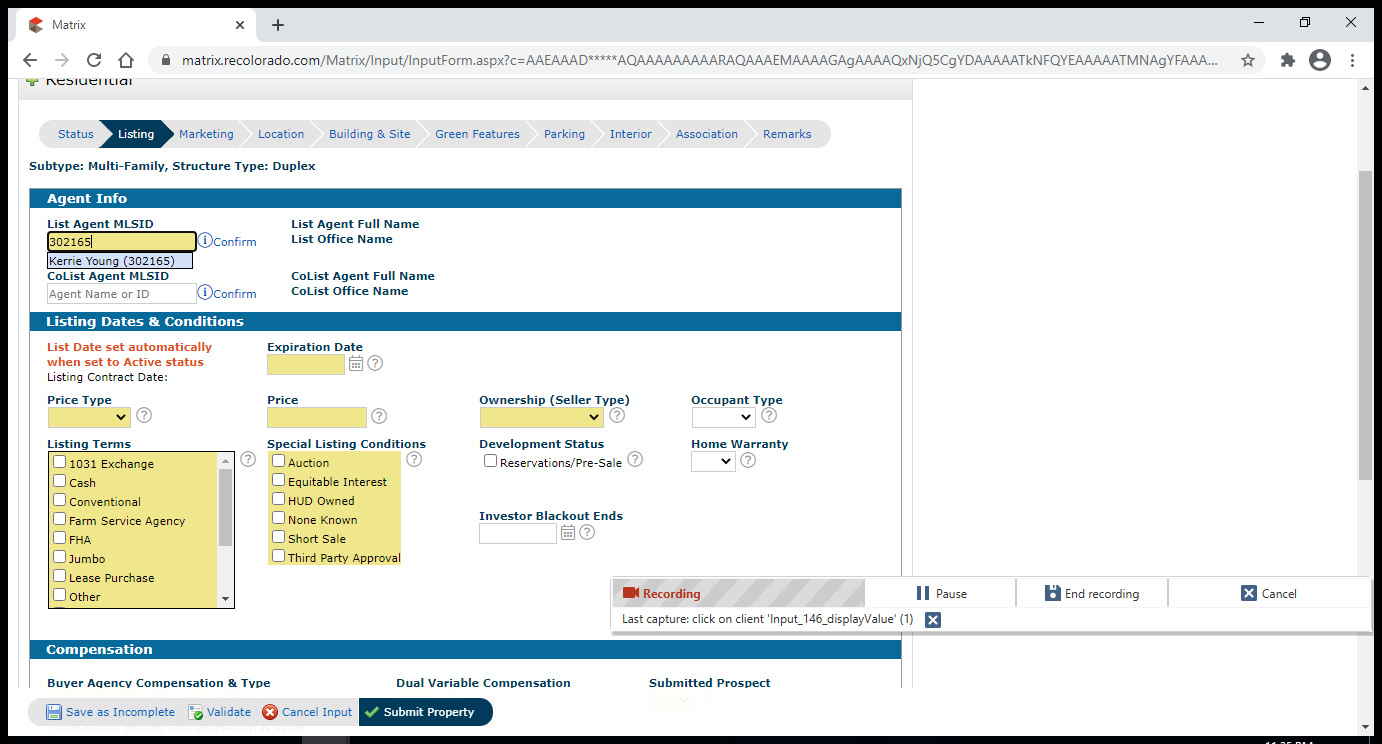 Matrix
matrix.recolorado.com/Matrix/Input/InputForm.aspx?c=AAEAAAD*****AQAAAAAAAAARAQAAAEMAAAAGAgAAAAQxNjQ5CgYDAAAAATkNFQYEAAAAATMNAgYFAAA...
Residential
Status Listing Marketing Location Building & Site Green Features Parking Interior Association Remarks
Subtype: Multi-Family, Structure Type: Duplex
Agent Info
List Agent MLSID List Agent Full Name
302165 Confirm List Office Name
Kerrie Young (302165)
CoList Agent MLSID CoList Agent Full Name
Agent Name or ID Confirm CoList Office Name
Listing Dates & Conditions
List Date set automatically Expiration Date
when set to Active status
Listing Contract Date:
Price Type Price Ownership (Seller Type) Occupant Type
Listing Terms Special Listing Conditions Development Status Home Warranty
1031 Exchange Auction Reservations/Pre-Sale
Cash Equitable Interest
Conventional HUD Owned
Farm Service Agency None Known Investor Blackout Ends
FHA Short Sale
Jumbo Third Party Approval
Lease Purchase
Other
Recording Pause End recording Cancel
Last capture: click on client 'Input_146_displayValue' (1)
Compensation
Buyer Agency Compensation & Type Dual Variable Compensation Submitted Prospect
Save as Incomplete Validate Cancel Input Submit Property